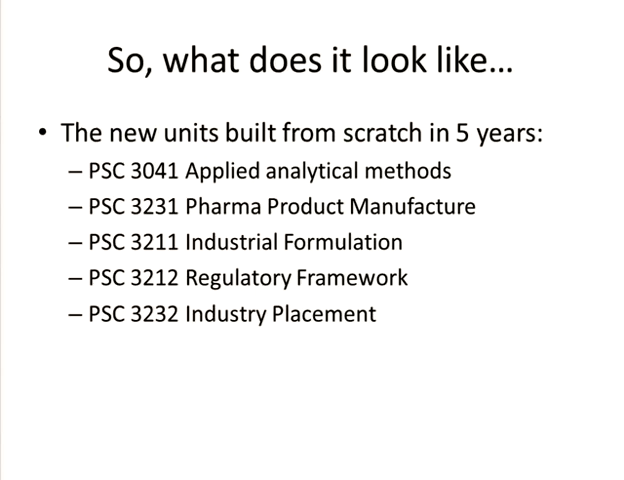 So, what does it look like…
• The new units built from scratch in 5 years:
– PSC 3041 Applied analytical methods
– PSC 3231 Pharma Product Manufacture
– PSC 3211 Industrial Formulation
– PSC 3212 Regulatory Framework
– PSC 3232 Industry Placement